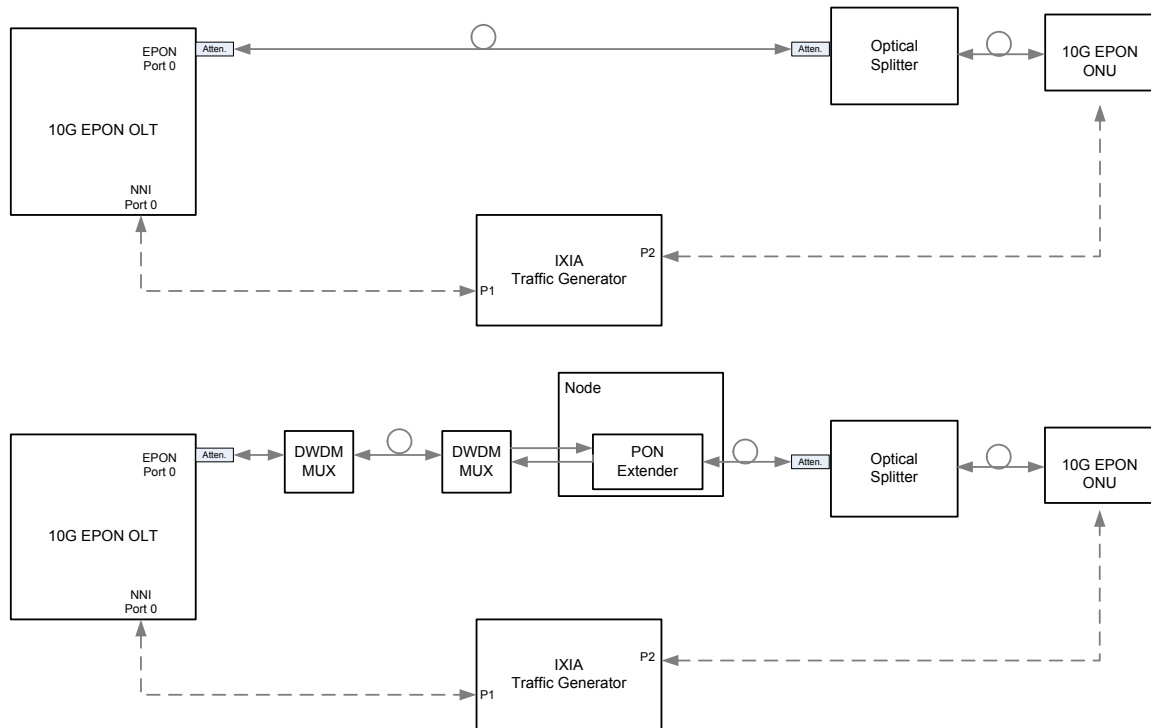 EPON
Port 0
Atten.
Atten.
Optical
Splitter
10G EPON
ONU
10G EPON OLT
NNI
Port 0
P1
IXIA
Traffic Generator
P2
Node
EPON
Port 0
Atten.
DWDM
MUX
DWDM
MUX
PON
Extender
Atten.
Optical
Splitter
10G EPON
ONU
10G EPON OLT
NNI
Port 0
P1
IXIA
Traffic Generator
P2